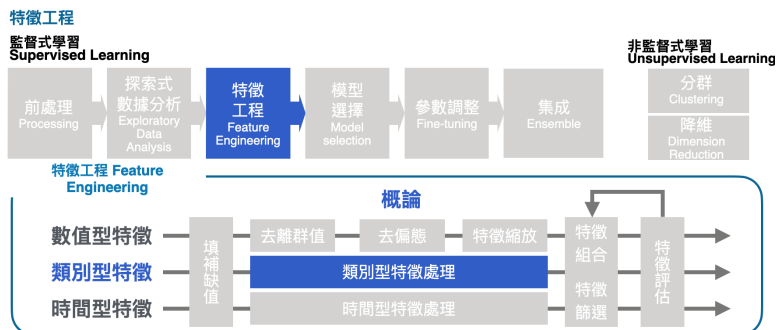 特徵工程
監督式學習
Supervised Learning
非監督式學習
Unsupervised Learning
前處理
Processing
探索式
數據分析
Exploratory
Data
Analysis
特徵
工程
Feature
Engineering
模型
選擇
Model
selection
參數調整
Fine-tuning
集成
Ensemble
分群
Clustering
降維
Dimension
Reduction
特徵工程 Feature
Engineering
概論
數值型特徵
類別型特徵
時間型特徵
填補缺值
去離群值
去偏態
特徵縮放
類別型特徵處理
時間型特徵處理
特徵
組合
特徵
篩選
特徵評估